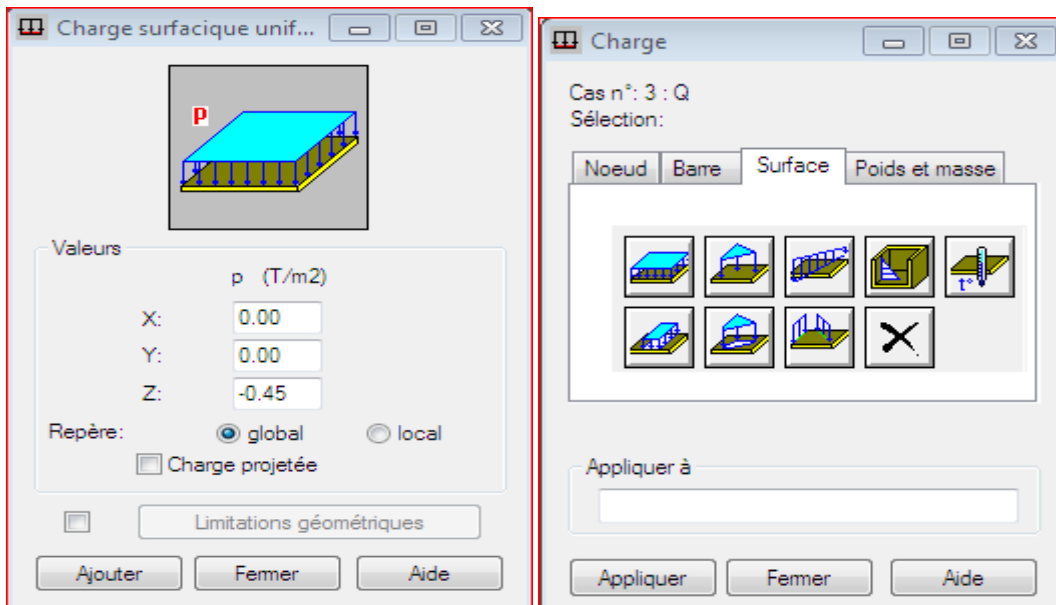 Charge surfacique unif...
P
Valeurs
p (T/m2)
X: 0.00
Y: 0.00
Z: -0.45
Repère: global local
Charge projetée
Limitations géométriques
Ajouter Fermer Aide
Charge
Cas n°: 3 : Q
Sélection:
Noeud Barre Surface Poids et masse
t°
Appliquer à
Appliquer Fermer Aide